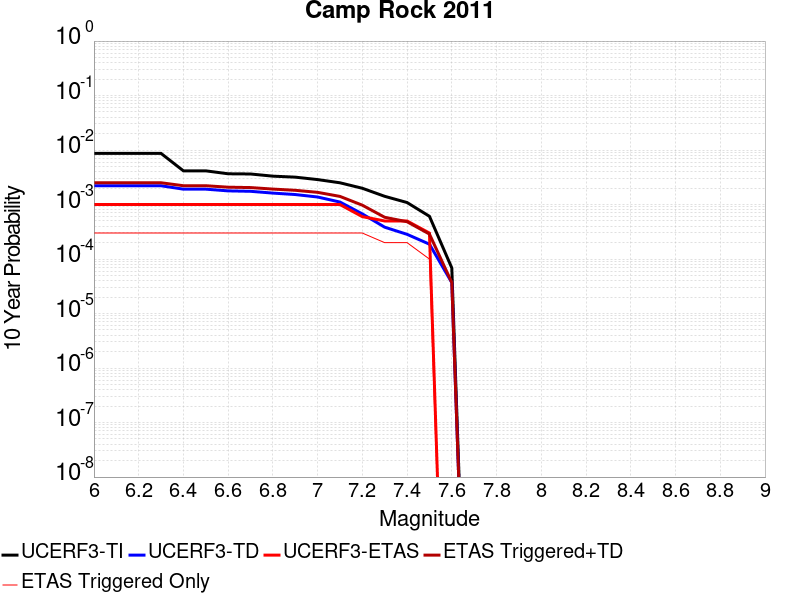 Camp Rock 2011
10^0
10^-1
10^-2
10^-3
10^-4
10^-5
10^-6
10^-7
10^-8
10 Year Probability
6 6.2 6.4 6.6 6.8 7 7.2 7.4 7.6 7.8 8 8.2 8.4 8.6 8.8 9
Magnitude
UCERF3-TI UCERF3-TD UCERF3-ETAS ETAS Triggered+TD
ETAS Triggered Only